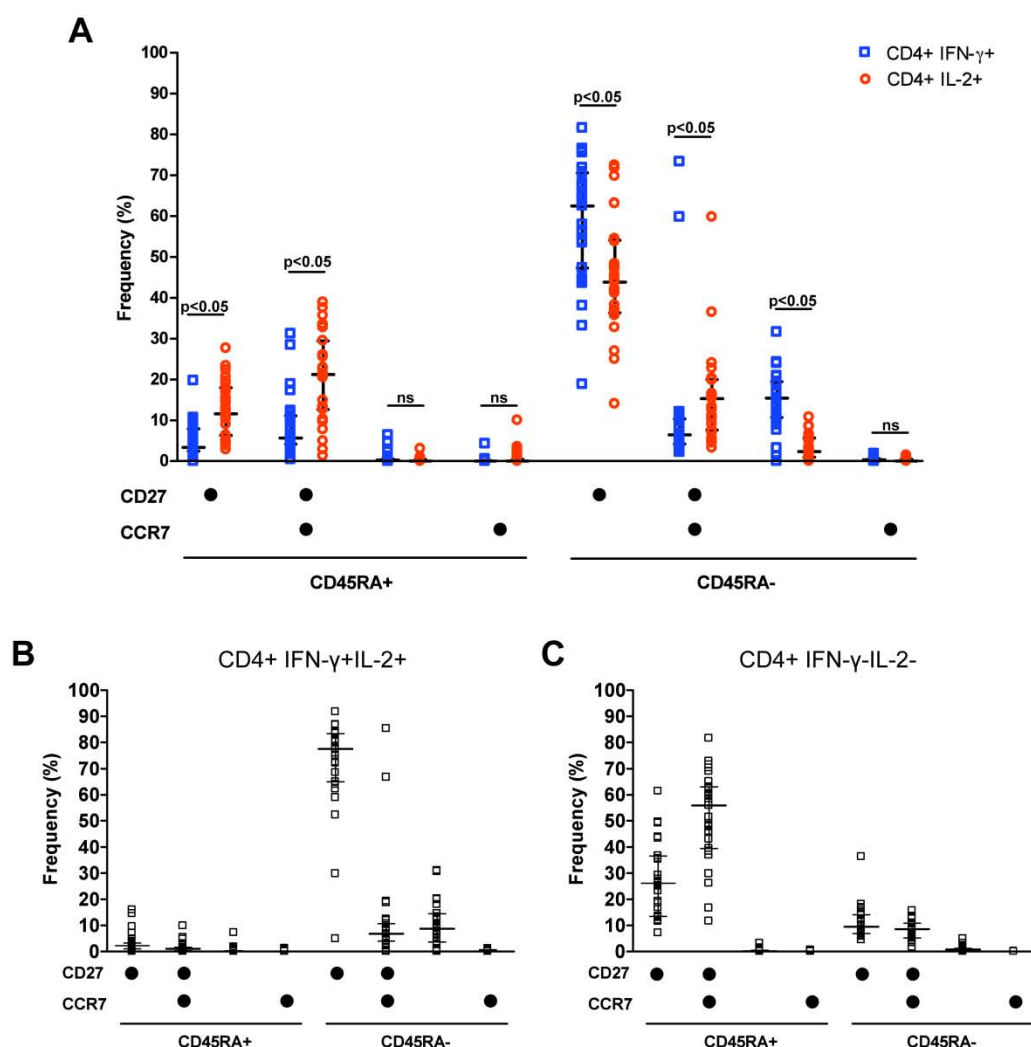 A
CD4+ IFN-γ+
CD4+ IL-2+
Frequency (%)
100
90
80
70
60
50
40
30
20
10
0
p<0.05
p<0.05
ns
ns
p<0.05
p<0.05
p<0.05
ns
CD27
CCR7
CD45RA+
CD45RA-
B
CD4+ IFN-γ+IL-2+
Frequency (%)
100
90
80
70
60
50
40
30
20
10
0
CD27
CCR7
CD45RA+
CD45RA-
C
CD4+ IFN-γ-IL-2-
Frequency (%)
100
90
80
70
60
50
40
30
20
10
0
CD27
CCR7
CD45RA+
CD45RA-